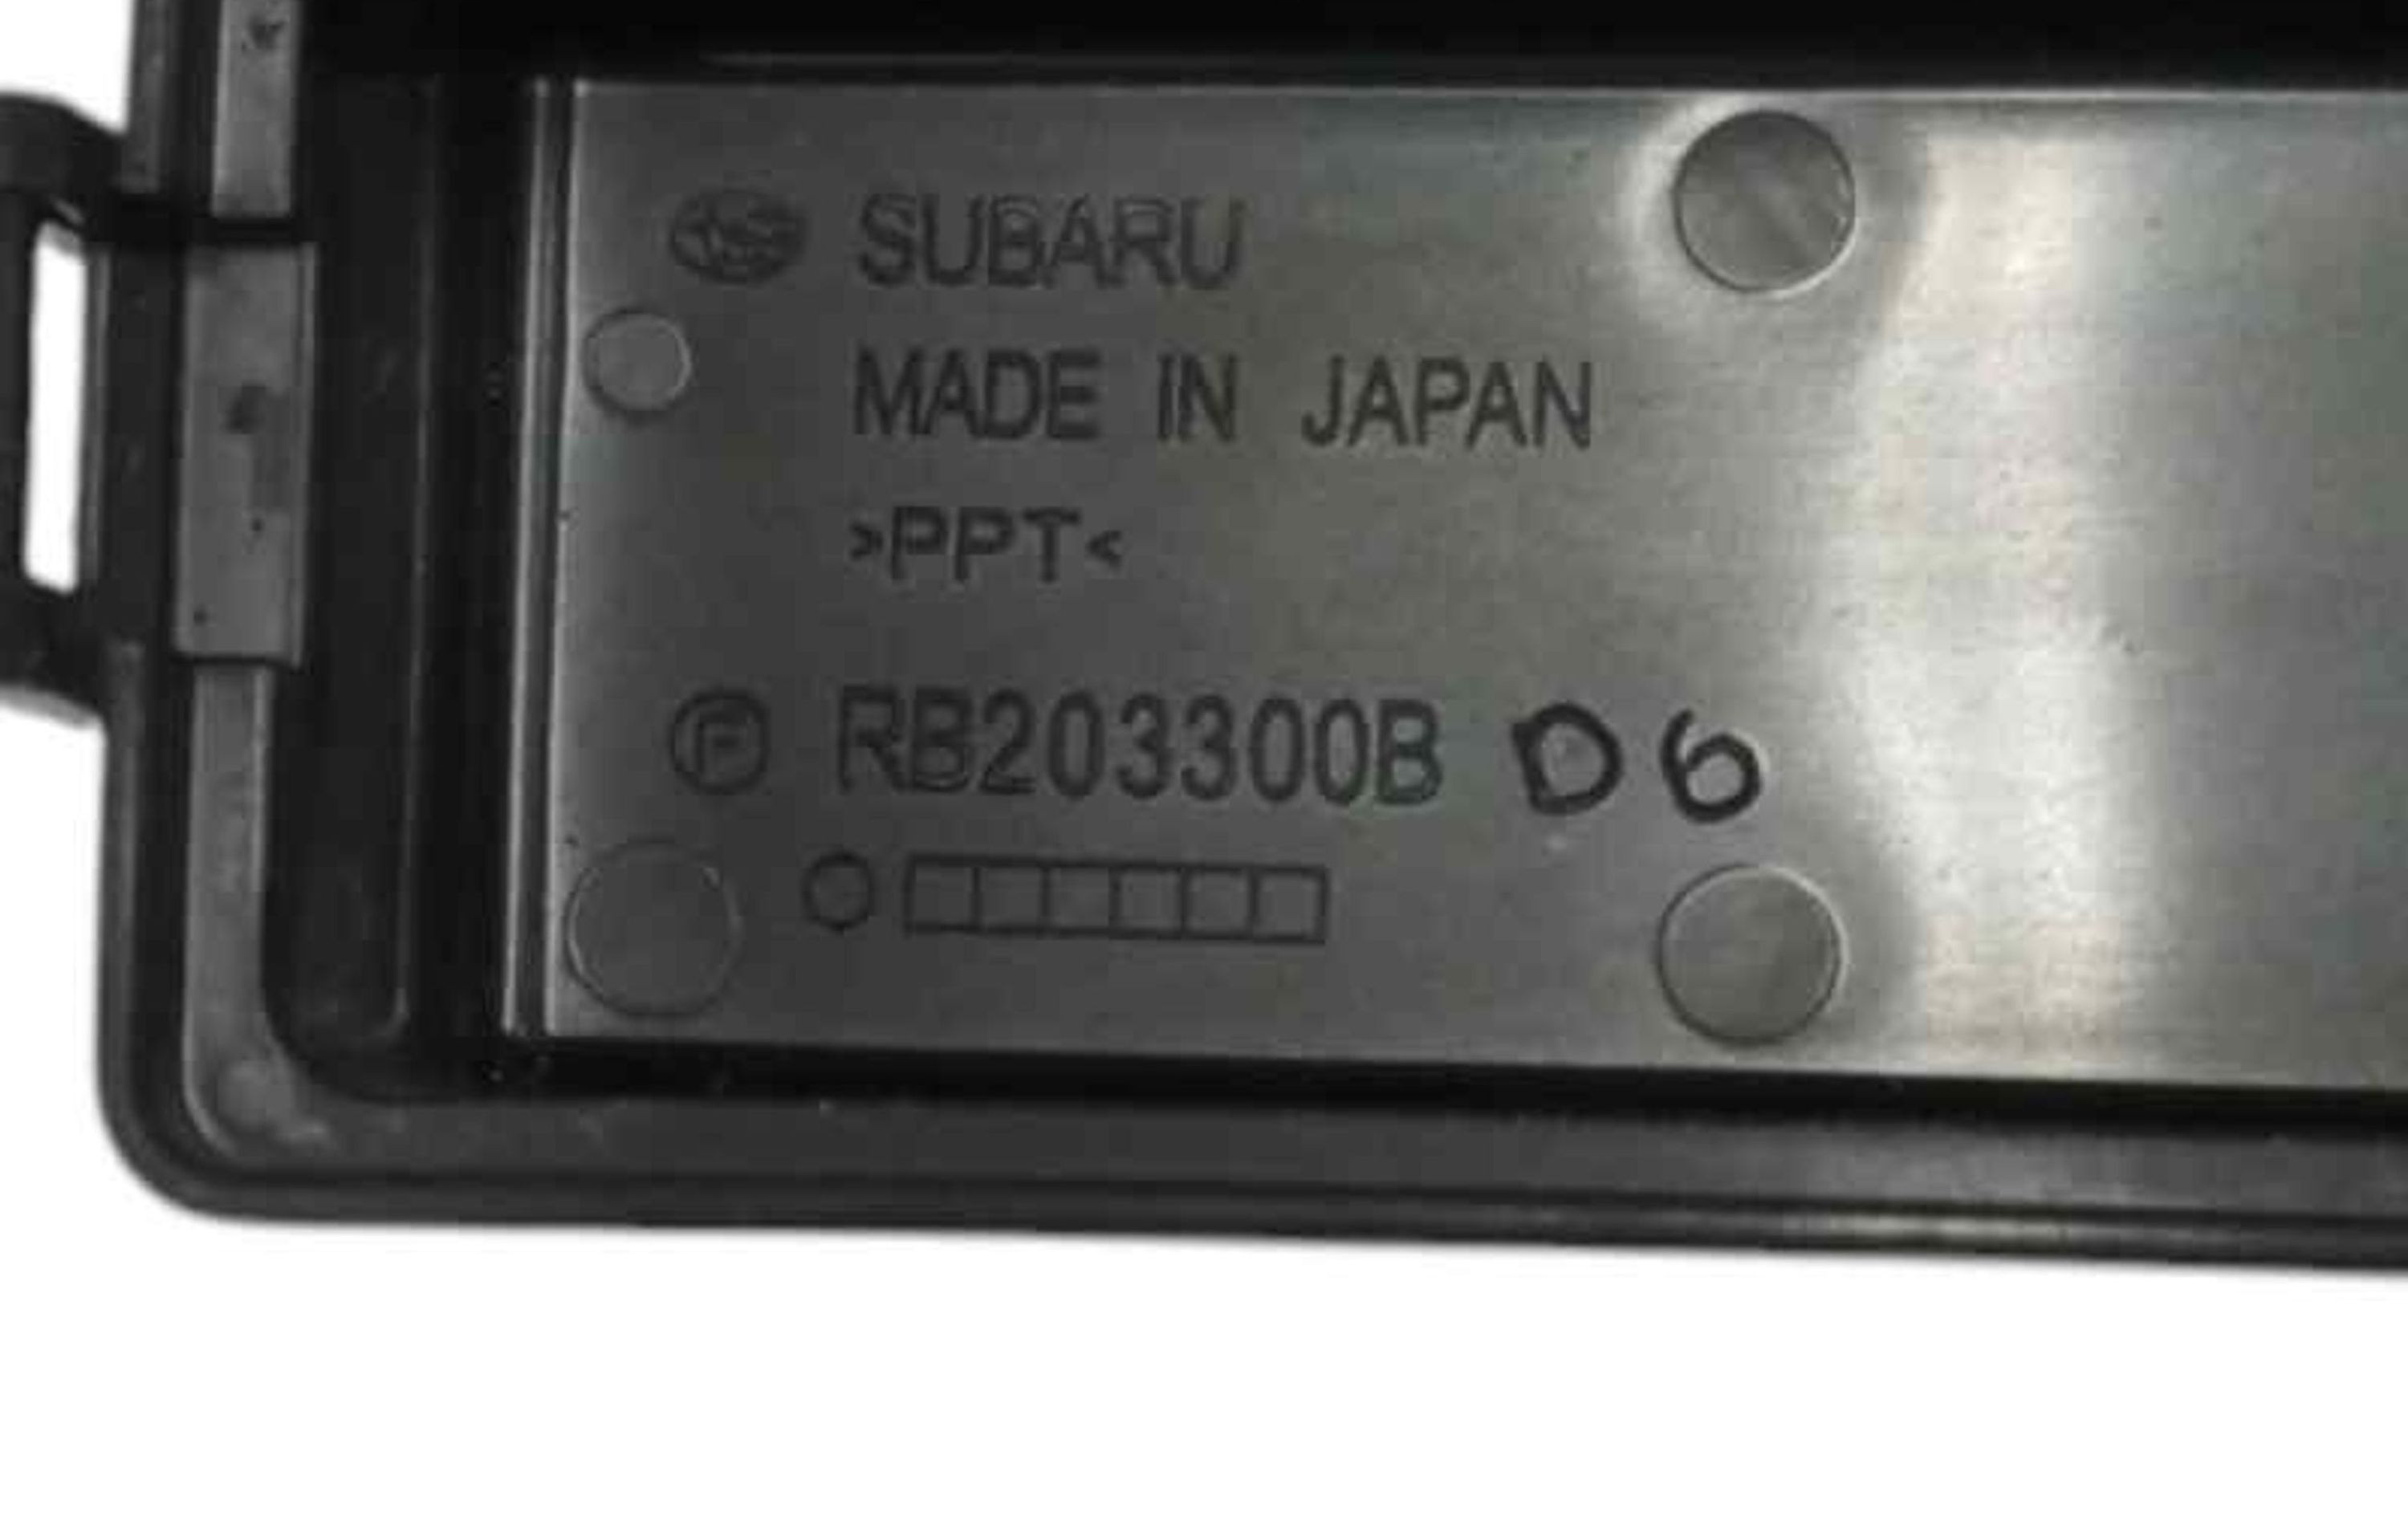 SUBARU
MADE IN JAPAN
>PPT<
Ⓕ RB203300B D6